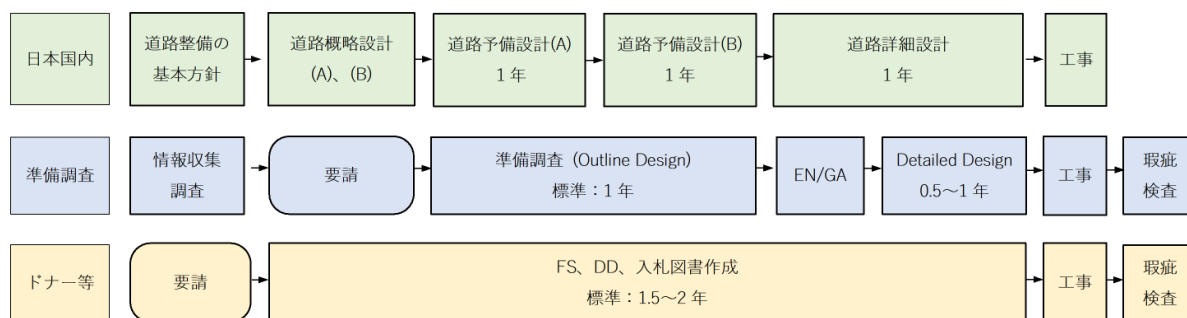 日本国内
道路整備の
基本方針
道路概略設計
(A)、(B)
道路予備設計(A)
1 年
道路予備設計(B)
1 年
道路詳細設計
1 年
工事
準備調査
情報収集
調査
要請
準備調査 (Outline Design)
標準：1 年
EN/GA
Detailed Design
0.5～1 年
工事
瑕疵
検査
ドナー等
要請
FS、DD、入札図書作成
標準：1.5～2 年
工事
瑕疵
検査